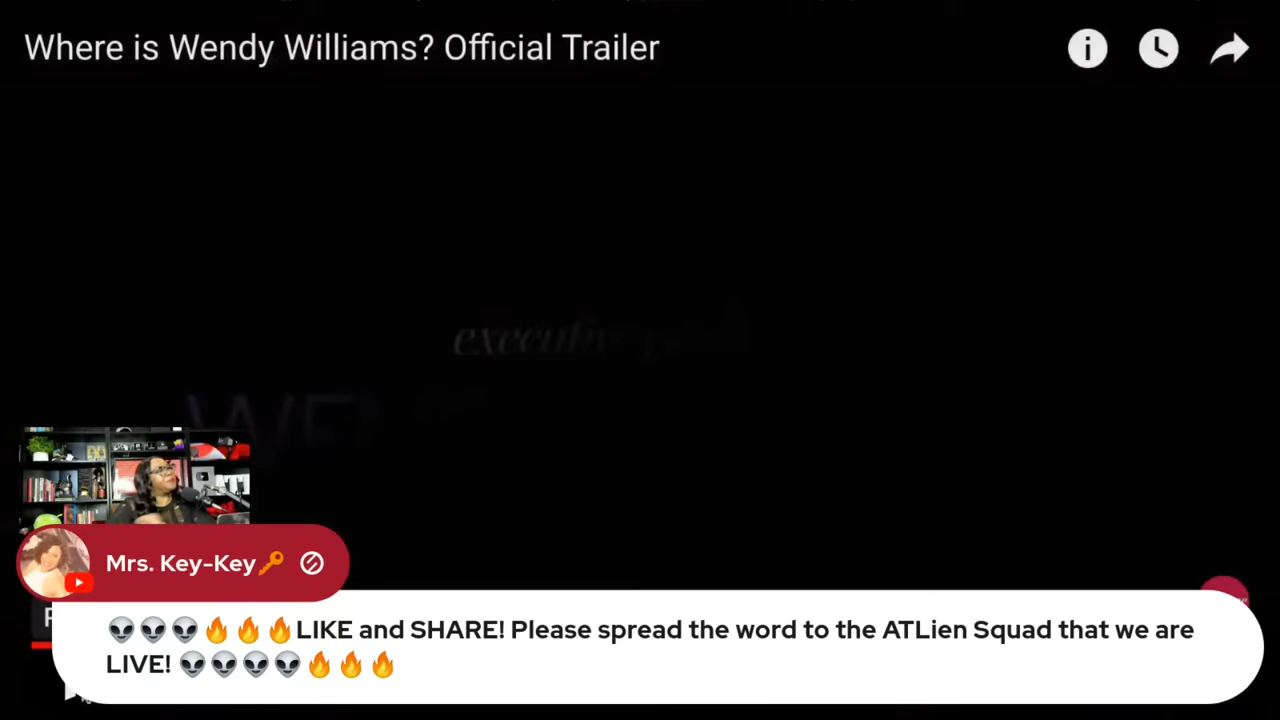 Where is Wendy Williams? Official Trailer
Mrs. Key-Key🔑
👽👽👽🔥🔥🔥LIKE and SHARE! Please spread the word to the ATLien Squad that we are
LIVE! 👽👽👽👽🔥🔥🔥